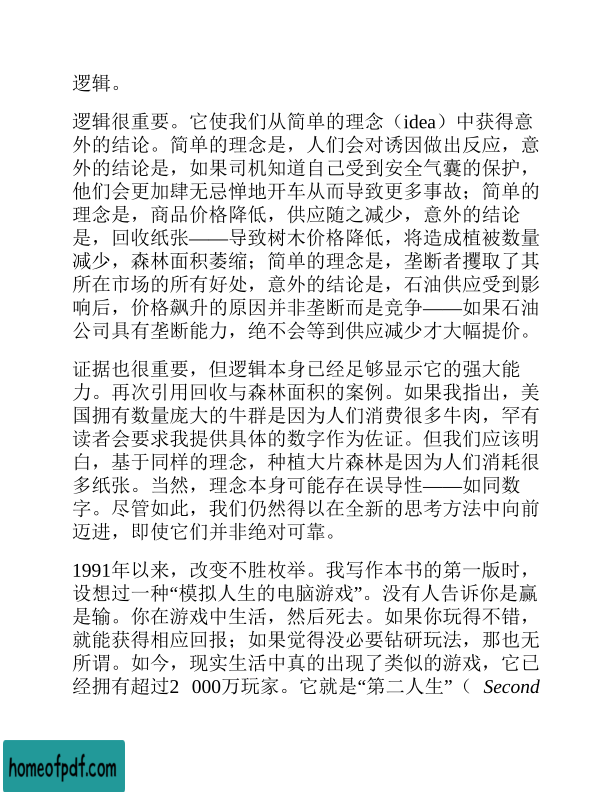 逻辑。
逻辑很重要。它使我们从简单的理念（idea）中获得意
外的结论。简单的理念是，人们会对诱因做出反应，意
外的结论是，如果司机知道自己受到安全气囊的保护，
他们会更加肆无忌惮地开车从而导致更多事故；简单的
理念是，商品价格降低，供应随之减少，意外的结论
是，回收纸张——导致树木价格降低，将造成植被数量
减少，森林面积萎缩；简单的理念是，垄断者攫取了其
所在市场的所有好处，意外的结论是，石油供应受到影
响后，价格飙升的原因并非垄断而是竞争——如果石油
公司具有垄断能力，绝不会等到供应减少才大幅提价。
证据也很重要，但逻辑本身已经足够显示它的强大能
力。再次引用回收与森林面积的案例。如果我指出，美
国拥有数量庞大的牛群是因为人们消费很多牛肉，罕有
读者会要求我提供具体的数字作为佐证。但我们应该明
白，基于同样的理念，种植大片森林是因为人们消耗很
多纸张。当然，理念本身可能存在误导性——如同数
字。尽管如此，我们仍然得以在全新的思考方法中向前
迈进，即使它们并非绝对可靠。
1991年以来，改变不胜枚举。我写作本书的第一版时，
设想过一种“模拟人生的电脑游戏”。没有人告诉你是赢
是输。你在游戏中生活，然后死去。如果你玩得不错，
就能获得相应回报；如果觉得没必要钻研玩法，那也无
所谓。如今，现实生活中真的出现了类似的游戏，它已
经拥有超过2 000万玩家。它就是“第二人生”（ Second
homeofpdf.com